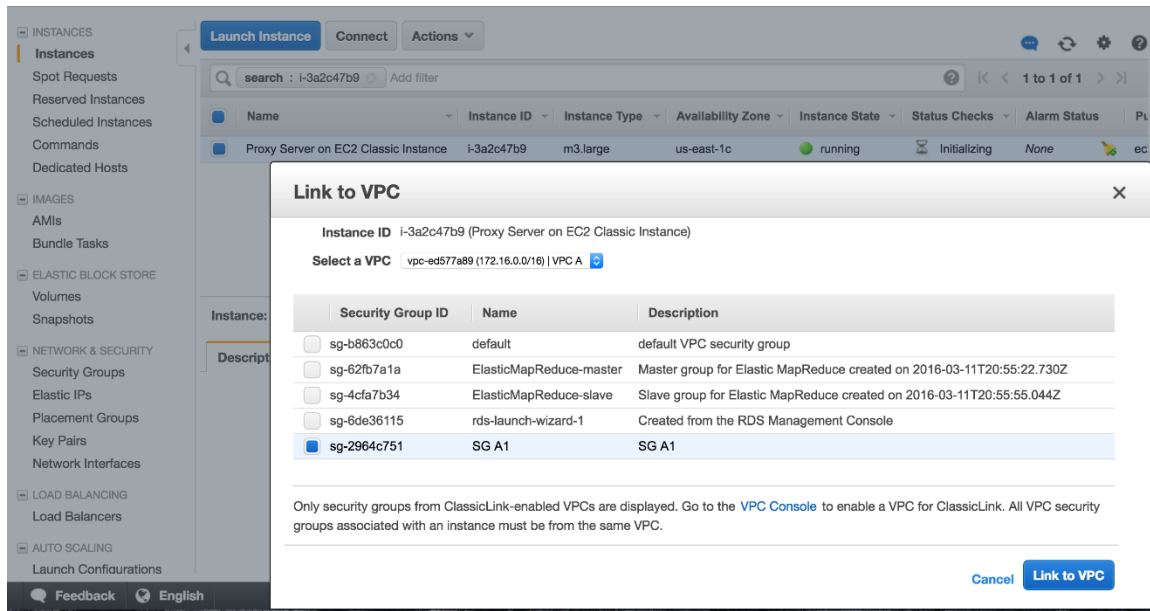 INSTANCES
Instances
Spot Requests
Reserved Instances
Scheduled Instances
Commands
Dedicated Hosts
IMAGES
AMIs
Bundle Tasks
ELASTIC BLOCK STORE
Volumes
Snapshots
NETWORK & SECURITY
Security Groups
Elastic IPs
Placement Groups
Key Pairs
Network Interfaces
LOAD BALANCING
Load Balancers
AUTO SCALING
Launch Configurations
Feedback English
Launch Instance Connect Actions
search : i-3a2c47b9 Add filter 1 to 1 of 1
Name Instance ID Instance Type Availability Zone Instance State Status Checks Alarm Status Pu
Proxy Server on EC2 Classic Instance i-3a2c47b9 m3.large us-east-1c running Initializing None ec
Instance:
Descript
Link to VPC
Instance ID i-3a2c47b9 (Proxy Server on EC2 Classic Instance)
Select a VPC vpc-ed577a89 (172.16.0.0/16) | VPC A
Security Group ID Name Description
sg-b863c0c0 default default VPC security group
sg-62fb7a1a ElasticMapReduce-master Master group for Elastic MapReduce created on 2016-03-11T20:55:22.730Z
sg-4cfa7b34 ElasticMapReduce-slave Slave group for Elastic MapReduce created on 2016-03-11T20:55:55.044Z
sg-6de36115 rds-launch-wizard-1 Created from the RDS Management Console
sg-2964c751 SG A1 SG A1
Only security groups from ClassicLink-enabled VPCs are displayed. Go to the VPC Console to enable a VPC for ClassicLink. All VPC security
groups associated with an instance must be from the same VPC.
Cancel Link to VPC